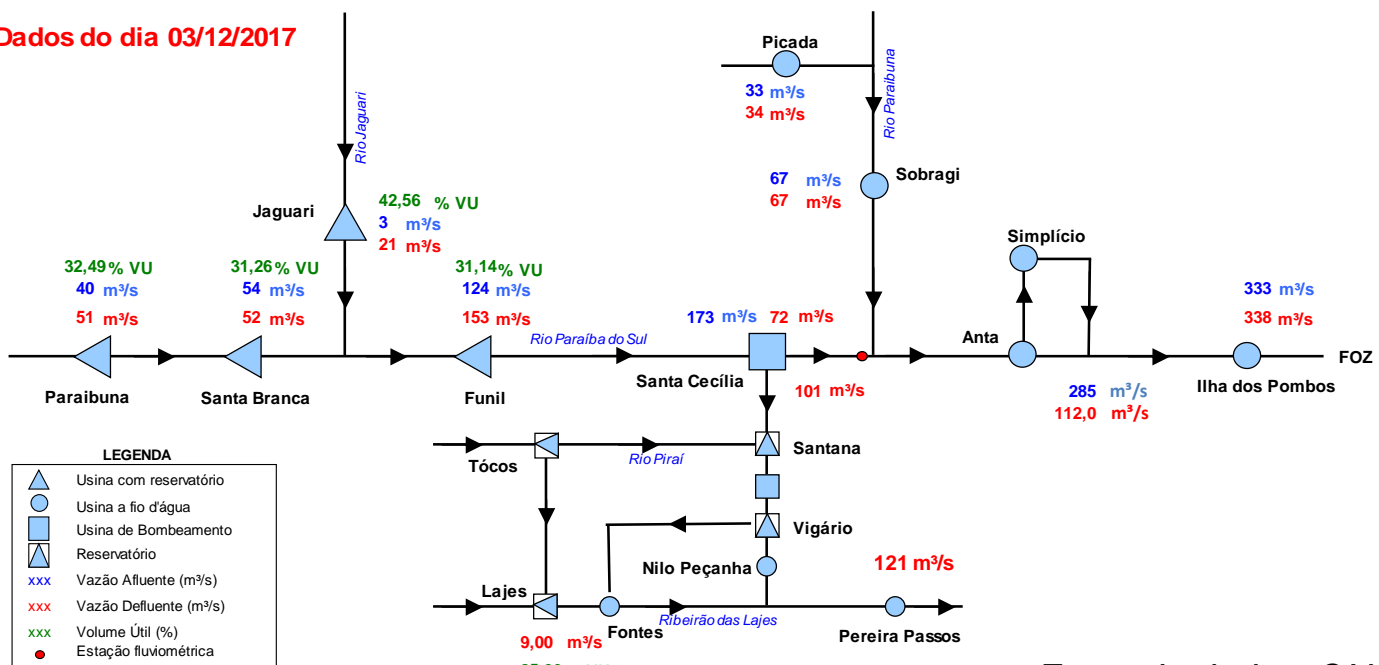 Dados do dia 03/12/2017
Picada
33 m³/s
34 m³/s
Rio Paraibuna
Rio Jaguari
67 m³/s
67 m³/s
Sobragi
Jaguari
42,56 % VU
3 m³/s
21 m³/s
Simplício
32,49 % VU
40 m³/s
51 m³/s
31,26 % VU
54 m³/s
52 m³/s
31,14 % VU
124 m³/s
153 m³/s
173 m³/s 72 m³/s
333 m³/s
338 m³/s
Rio Paraíba do Sul
Anta
FOZ
Paraibuna
Santa Branca
Funil
Santa Cecília
101 m³/s
285 m³/s
112,0 m³/s
Ilha dos Pombos
LEGENDA
Usina com reservatório
Usina a fio d'água
Usina de Bombeamento
Reservatório
xxx Vazão Afluente (m³/s)
xxx Vazão Defluente (m³/s)
xxx Volume Útil (%)
Estação fluviométrica
Tócos
Rio Piraí
Santana
Vigário
Nilo Peçanha
121 m³/s
Lajes
Fontes
Ribeirão das Lajes
Pereira Passos
9,00 m³/s